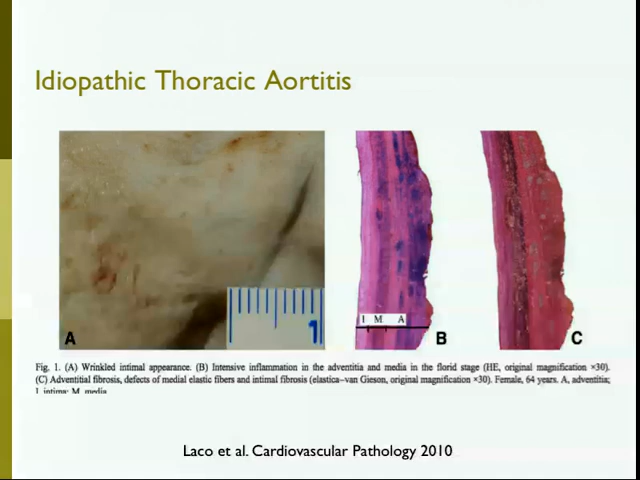 Idiopathic Thoracic Aortitis
1
A
I M A
B
C
Fig. 1. (A) Wrinkled intimal appearance. (B) Intensive inflammation in the adventitia and media in the florid stage (HE, original magnification ×30).
(C) Adventitial fibrosis, defects of medial elastic fibers and intimal fibrosis (elastica–van Gieson, original magnification ×30). Female, 64 years. A, adventitia;
I, intima; M, media.
Laco et al. Cardiovascular Pathology 2010